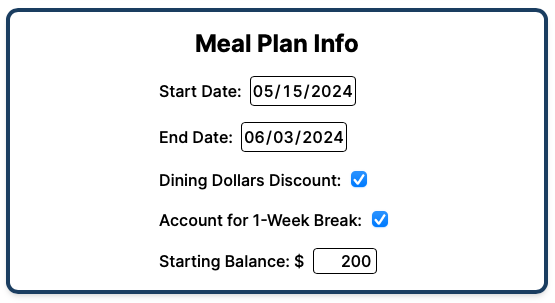 Meal Plan Info
Start Date: 05/15/2024
End Date: 06/03/2024
Dining Dollars Discount:
Account for 1-Week Break:
Starting Balance: $ 200